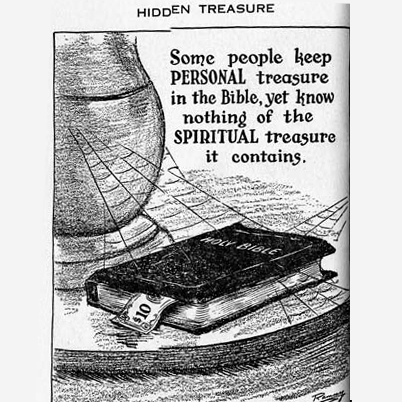 HIDDEN TREASURE
Some people keep
PERSONAL treasure
in the Bible, yet know
nothing of the
SPIRITUAL treasure
it contains.
HOLY BIBLE
$10